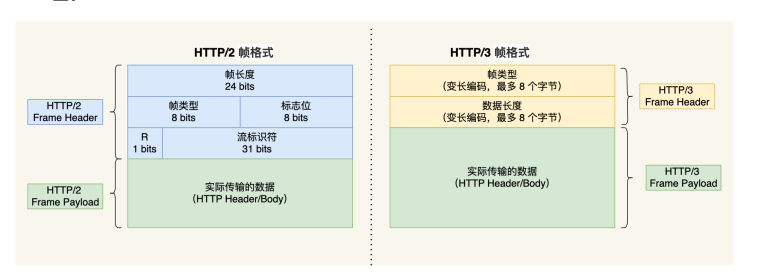 HTTP/2 帧格式
帧长度
24 bits
帧类型
8 bits
标志位
8 bits
R
1 bits
流标识符
31 bits
实际传输的数据
(HTTP Header/Body)
HTTP/2
Frame Header
HTTP/2
Frame Payload
HTTP/3 帧格式
帧类型
(变长编码，最多 8 个字节)
数据长度
(变长编码，最多 8 个字节)
实际传输的数据
(HTTP Header/Body)
HTTP/3
Frame Header
HTTP/3
Frame Payload